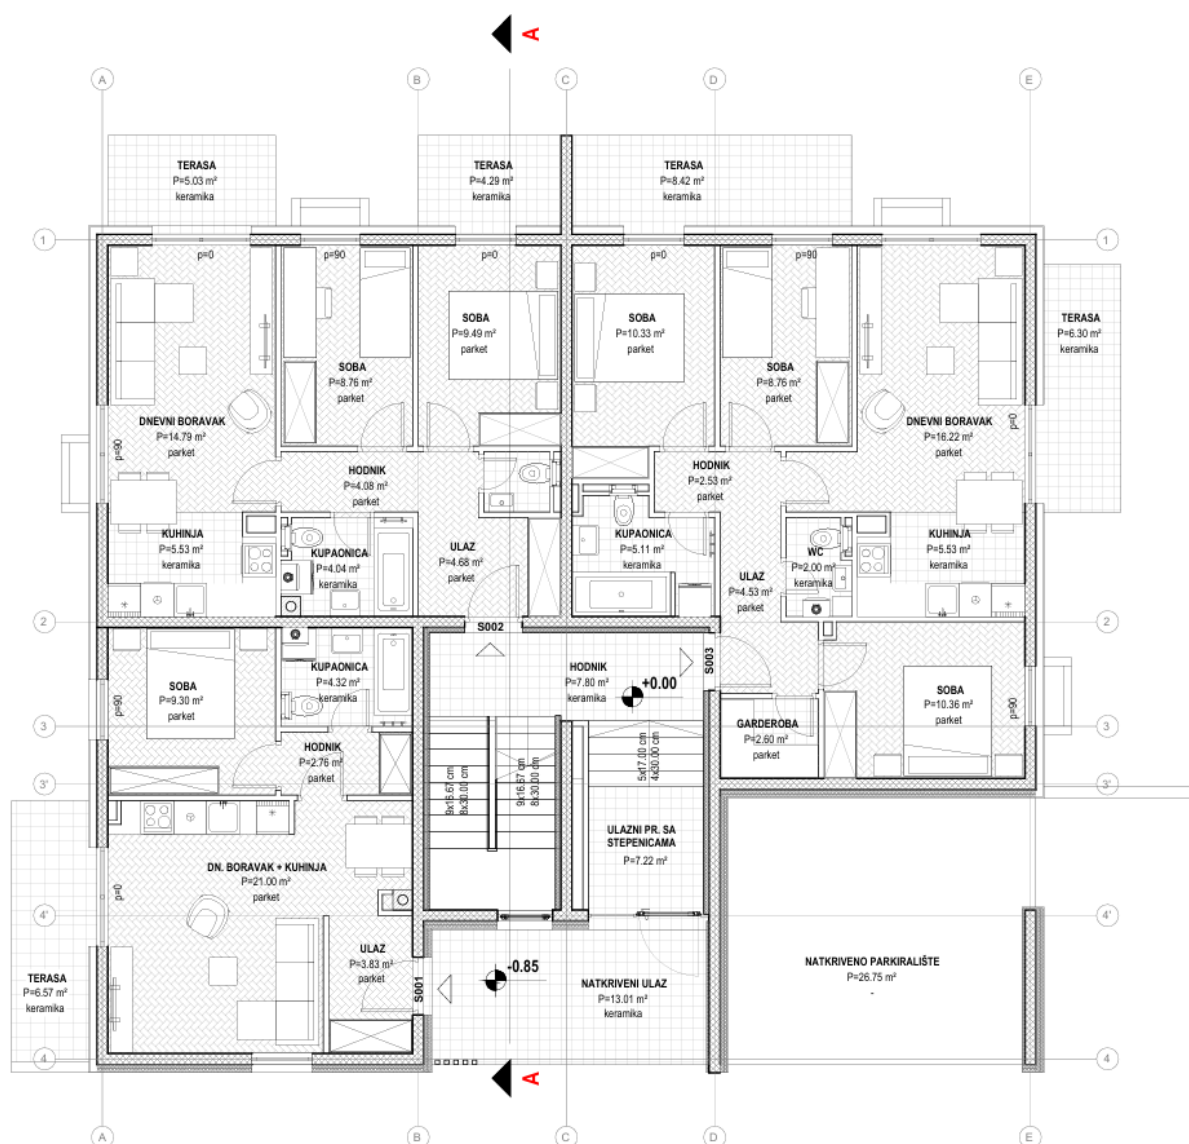 A
A
B
C
D
E
TERASA
P=5.03 m²
keramika
TERASA
P=4.29 m²
keramika
TERASA
P=8.42 m²
keramika
1
1
p=0
p=90
p=0
p=0
p=90
SOBA
P=9.49 m²
parket
SOBA
P=10.33 m²
parket
TERASA
P=6.30 m²
keramika
SOBA
P=8.76 m²
parket
SOBA
P=8.76 m²
parket
DNEVNI BORAVAK
P=14.79 m²
parket
DNEVNI BORAVAK
P=16.22 m²
parket
p=90
p=0
HODNIK
P=4.08 m²
parket
HODNIK
P=2.53 m²
parket
KUHINJA
P=5.53 m²
keramika
KUPAONICA
P=4.04 m²
keramika
ULAZ
P=4.68 m²
parket
KUPAONICA
P=5.11 m²
keramika
WC
P=2.00 m²
keramika
KUHINJA
P=5.53 m²
keramika
ULAZ
P=4.53 m²
parket
2
2
S002
S003
KUPAONICA
P=4.32 m²
keramika
HODNIK
P=7.80 m²
keramika
+0.00
SOBA
P=9.30 m²
parket
p=90
SOBA
P=10.36 m²
parket
p=90
GARDEROBA
P=2.60 m²
parket
3
3
HODNIK
P=2.76 m²
parket
9x16.67 cm
8x30.00 cm
9x16.67 cm
8x30.00 cm
5x17.00 cm
4x30.00 cm
3'
3'
ULAZNI PR. SA
STEPENICAMA
P=7.22 m²
DN. BORAVAK + KUHINJA
P=21.00 m²
parket
p=0
4'
4'
ULAZ
P=3.83 m²
parket
S001
-0.85
NATKRIVENI ULAZ
P=13.01 m²
keramika
NATKRIVENO PARKIRALIŠTE
P=26.75 m²
-
TERASA
P=6.57 m²
keramika
4
4
A
A
B
C
D
E